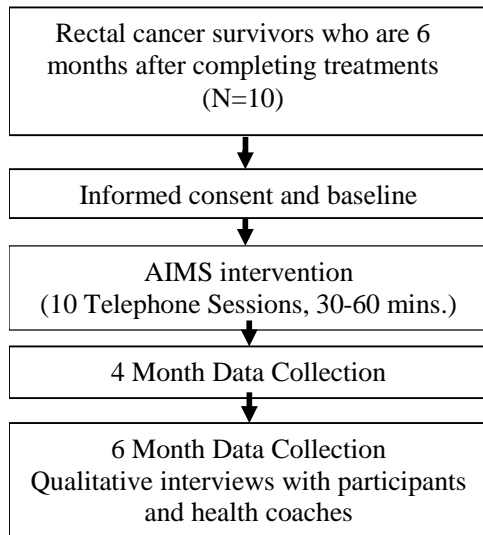 Rectal cancer survivors who are 6
months after completing treatments
(N=10)
Informed consent and baseline
AIMS intervention
(10 Telephone Sessions, 30-60 mins.)
4 Month Data Collection
6 Month Data Collection
Qualitative interviews with participants
and health coaches